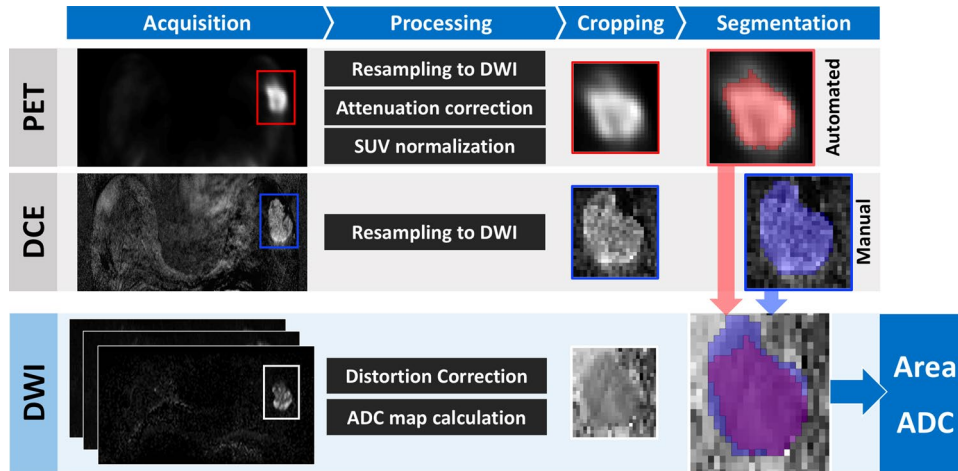 Acquisition
Processing
Cropping
Segmentation
PET
Resampling to DWI
Attenuation correction
SUV normalization
Automated
DCE
Resampling to DWI
Manual
DWI
Distortion Correction
ADC map calculation
Area
ADC